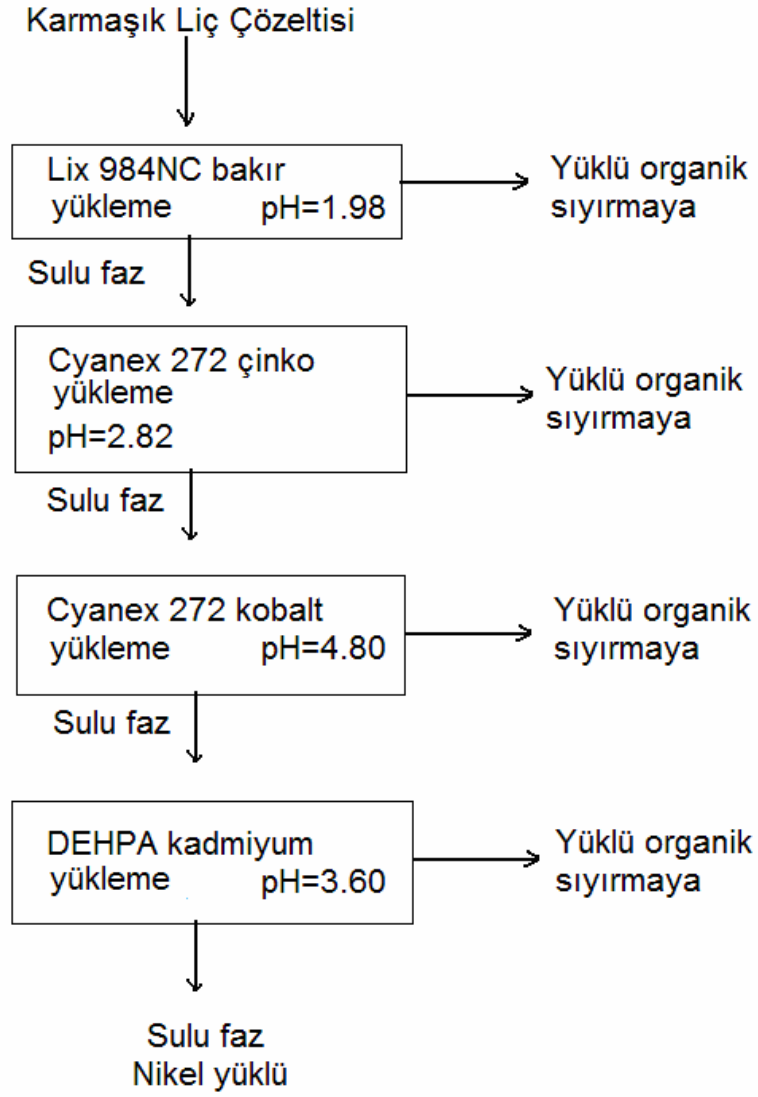 Karmaşık Liç Çözeltisi
Lix 984NC bakır
yükleme pH=1.98
Yüklü organik
sıyırmaya
Sulu faz
Cyanex 272 çinko
yükleme
pH=2.82
Yüklü organik
sıyırmaya
Sulu faz
Cyanex 272 kobalt
yükleme pH=4.80
Yüklü organik
sıyırmaya
Sulu faz
DEHPA kadmiyum
yükleme pH=3.60
Yüklü organik
sıyırmaya
Sulu faz
Nikel yüklü